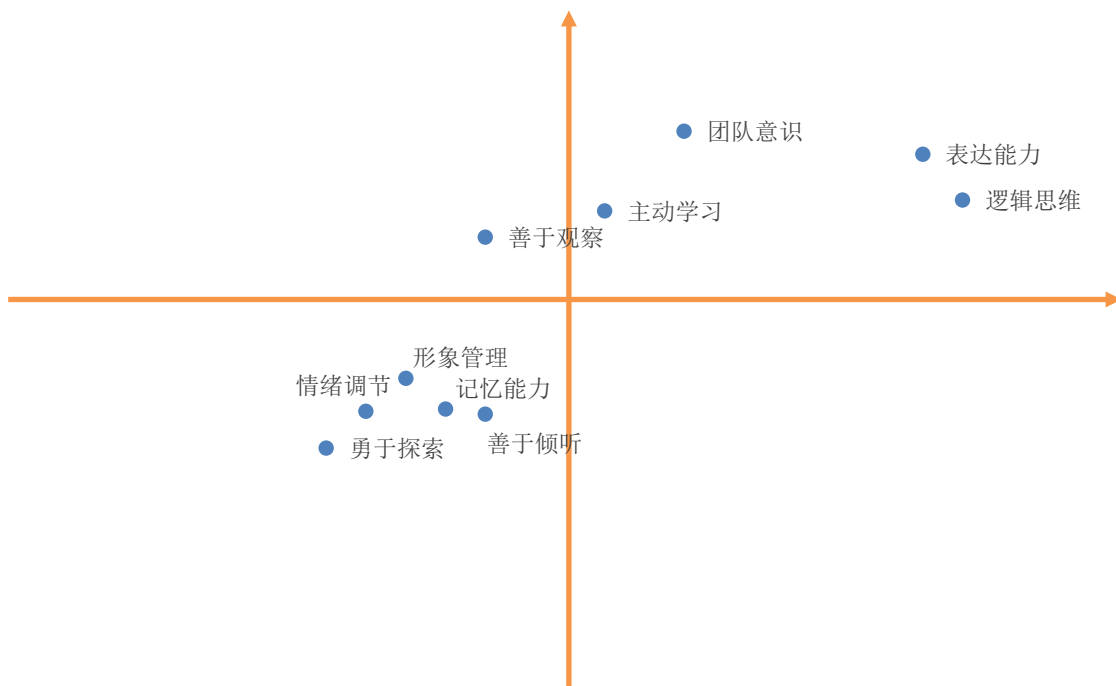 团队意识
表达能力
逻辑思维
主动学习
善于观察
形象管理
情绪调节
记忆能力
善于倾听
勇于探索